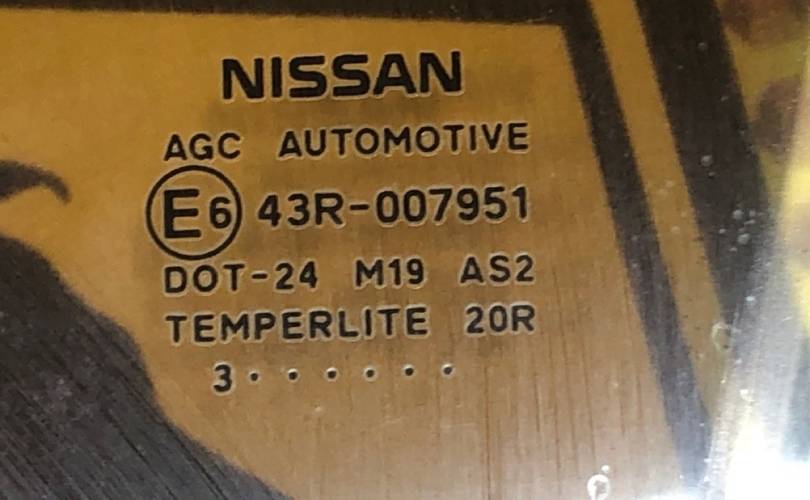 NISSAN
AGC AUTOMOTIVE
E6 43R-007951
DOT-24 M19 AS2
TEMPERLITE 20R
3 · · · · · ·